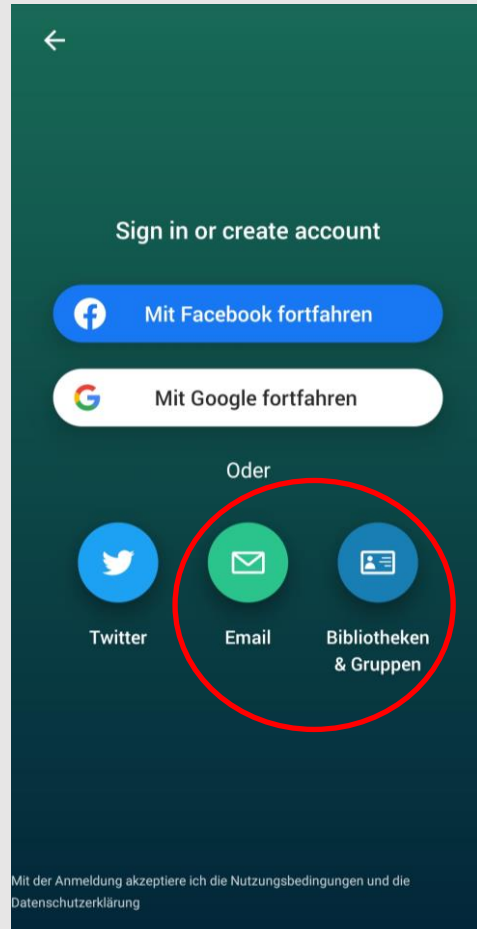 Sign in or create account
Mit Facebook fortfahren
Mit Google fortfahren
Oder
Twitter
Email
Bibliotheken
& Gruppen
Mit der Anmeldung akzeptiere ich die Nutzungsbedingungen und die
Datenschutzerklärung